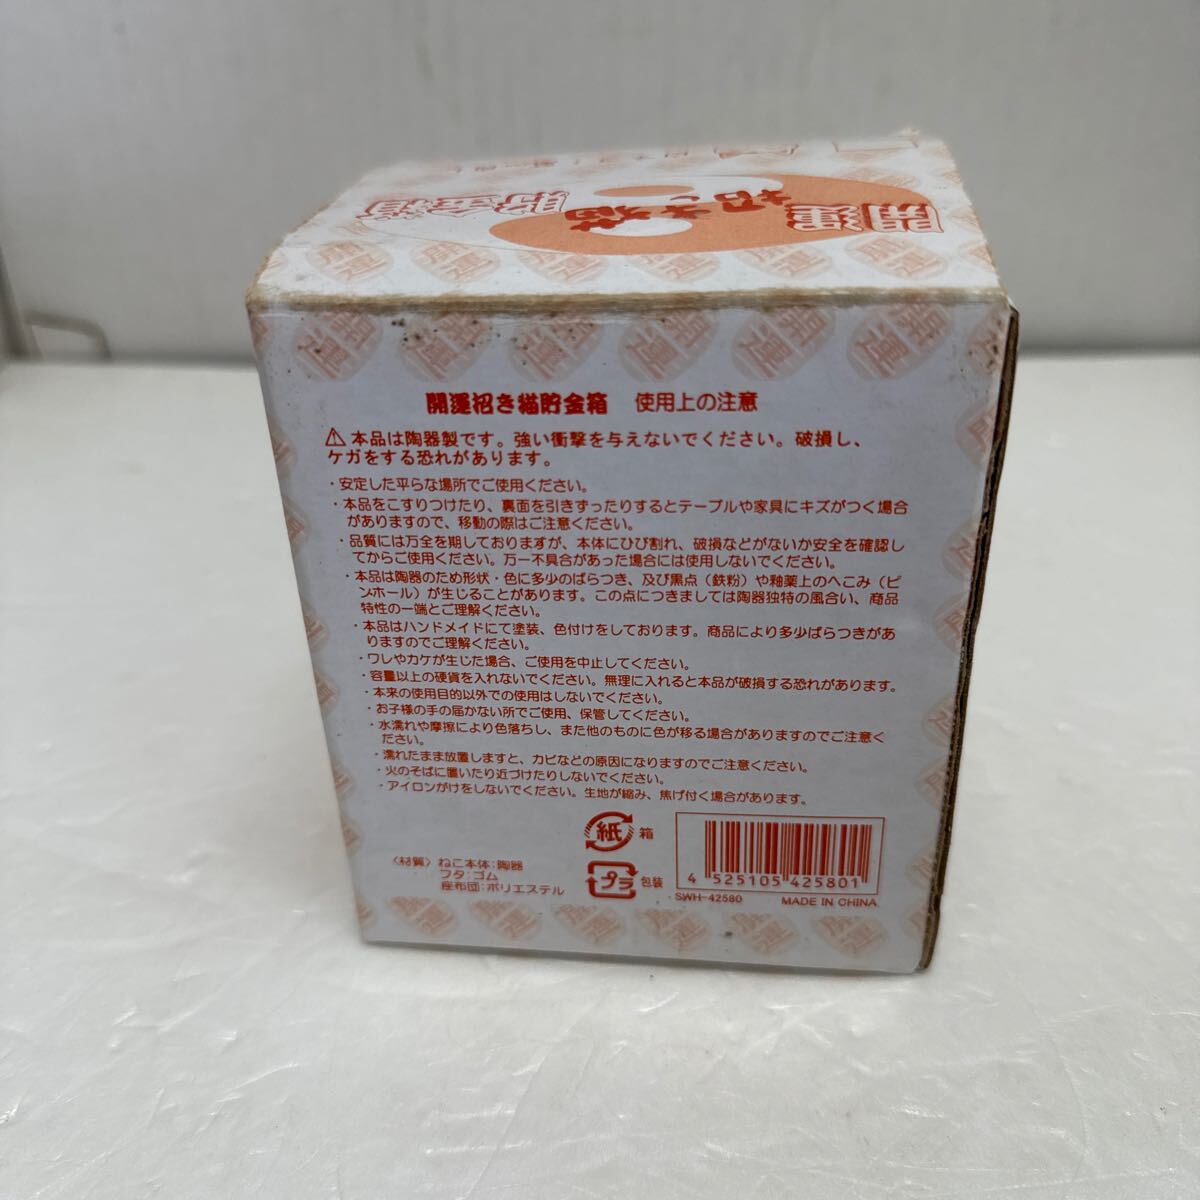 開運
招き猫
貯金箱
開運招き猫貯金箱 使用上の注意
⚠本品は陶器製です。強い衝撃を与えないでください。破損し、
ケガをする恐れがあります。
・安定した平らな場所でご使用ください。
・本品をこすりつけたり、裏面を引きずったりするとテーブルや家具にキズがつく場合
がありますので、移動の際はご注意ください。
・品質には万全を期しておりますが、本体にひび割れ、破損などがないか安全を確認し
てからご使用ください。万一不具合があった場合には使用しないでください。
・本品は陶器のため形状・色に多少のばらつき、及び黒点（鉄粉）や釉薬上のへこみ（ピ
ンホール）が生じることがあります。この点につきましては陶器独特の風合い、商品
特性の一端とご理解ください。
・本品はハンドメイドにて塗装、色付けをしております。商品により多少ばらつきがあ
りますのでご理解ください。
・ワレやカケが生じた場合、ご使用を中止してください。
・容量以上の硬貨を入れないでください。無理に入れると本品が破損する恐れがあります。
・本来の使用目的以外での使用はしないでください。
・お子様の手の届かない所でご使用、保管してください。
・水濡れや摩擦により色落ちし、また他のものに色が移る場合がありますのでご注意く
ださい。
・濡れたまま放置しますと、カビなどの原因になりますのでご注意ください。
・火のそばに置いたり近づけたりしないでください。
・アイロンがけをしないでください。生地が縮み、焦げ付く場合があります。
〈材質〉ねこ本体：陶器
フタ：ゴム
座布団：ポリエステル
紙 箱
プラ 包装
4 525105 425801
SWH-42580 MADE IN CHINA